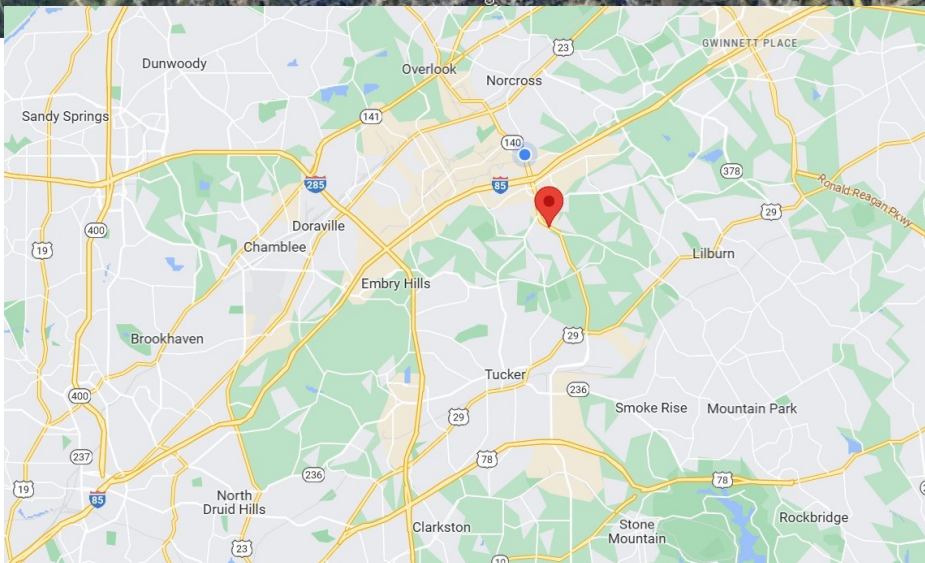 23
GWINNETT PLACE
Dunwoody
Overlook
Norcross
Sandy Springs
141
140
378
285
85
Ronald Reagan Pkwy
29
400
Doraville
19
Chamblee
Lilburn
Embry Hills
29
Brookhaven
Tucker
236
400
Smoke Rise
Mountain Park
29
237
78
236
78
19
85
North
Druid Hills
Clarkston
Stone
Mountain
Rockbridge
23
10